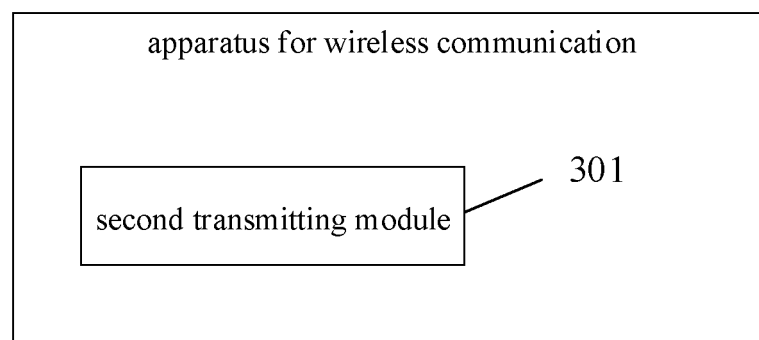 apparatus for wireless communication
301
second transmitting module